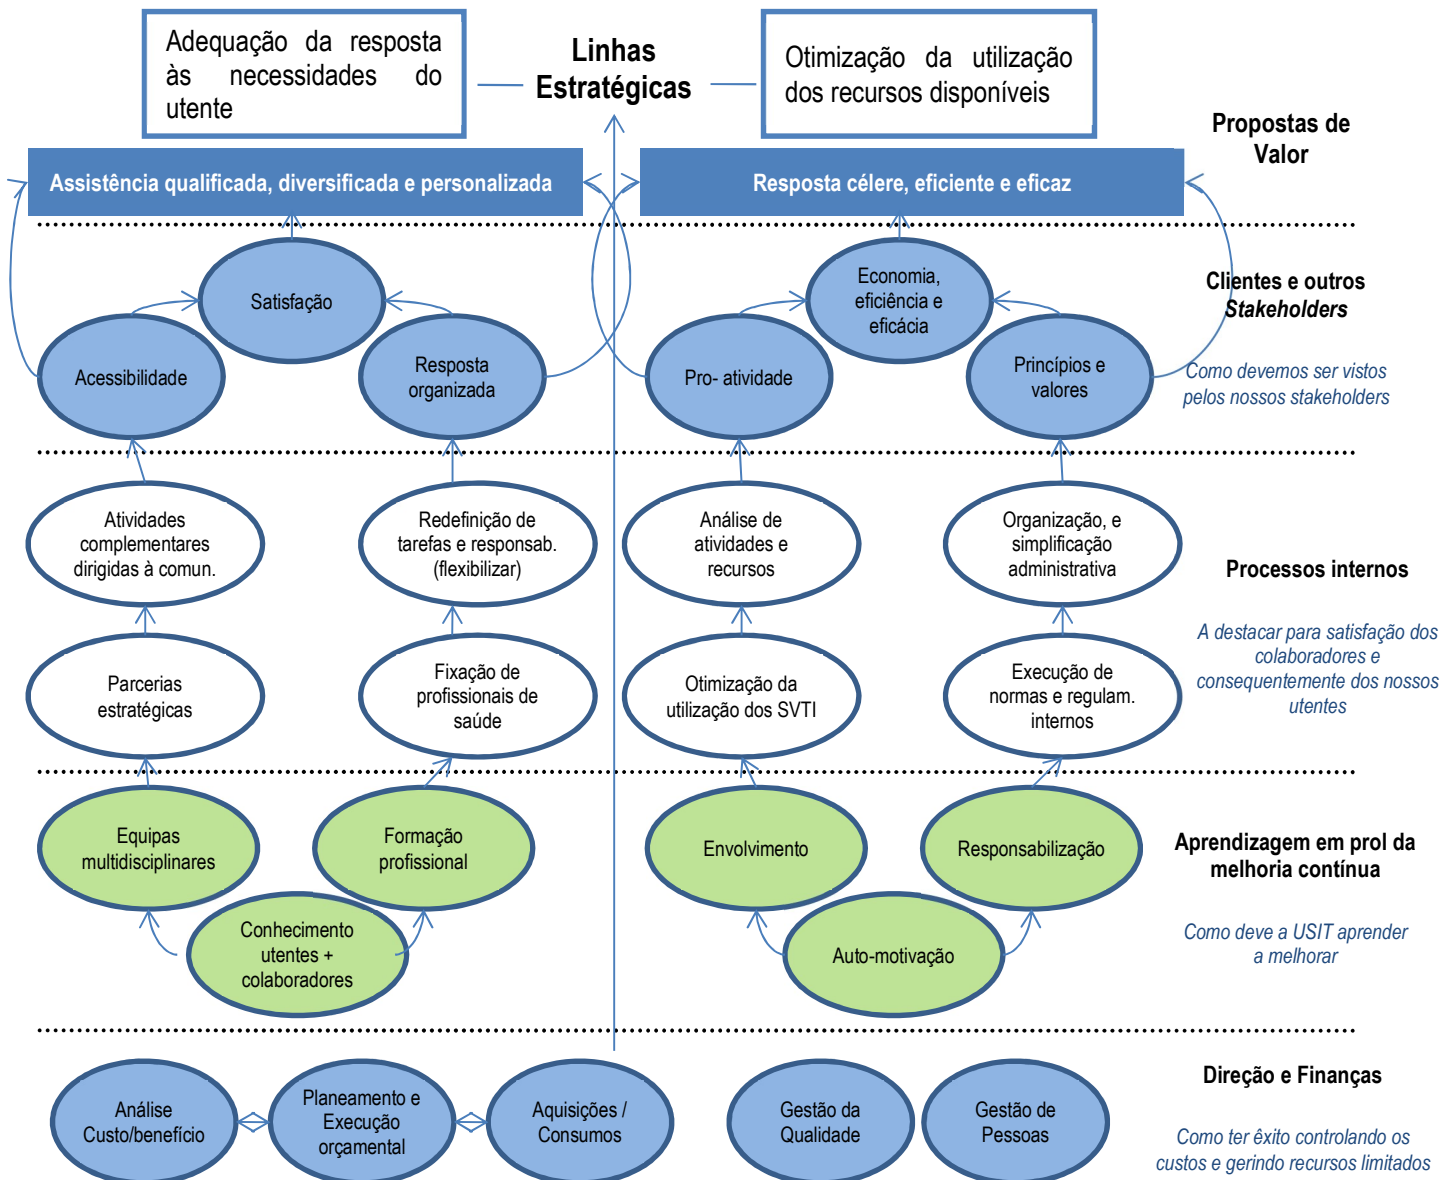 Adequação da resposta
às necessidades do
utente
Linhas
Estratégicas
Otimização da utilização
dos recursos disponíveis
Propostas de
Valor
Assistência qualificada, diversificada e personalizada
Resposta célere, eficiente e eficaz
Satisfação
Economia,
eficiência e
eficácia
Clientes e outros
Stakeholders
Acessibilidade
Resposta
organizada
Pro- atividade
Princípios e
valores
Como devemos ser vistos
pelos nossos stakeholders
Atividades
complementares
dirigidas à comun.
Redefinição de
tarefas e responsab.
(flexibilizar)
Análise de
atividades e
recursos
Organização, e
simplificação
administrativa
Processos internos
A destacar para satisfação dos
colaboradores e
consequentemente dos nossos
utentes
Parcerias
estratégicas
Fixação de
profissionais de
saúde
Otimização da
utilização dos SVTI
Execução de
normas e regulam.
internos
Equipas
multidisciplinares
Formação
profissional
Envolvimento
Responsabilização
Aprendizagem em prol da
melhoria contínua
Conhecimento
utentes +
colaboradores
Auto-motivação
Como deve a USIT aprender
a melhorar
Direção e Finanças
Análise
Custo/benefício
Planeamento e
Execução
orçamental
Aquisições /
Consumos
Gestão da
Qualidade
Gestão de
Pessoas
Como ter êxito controlando os
custos e gerindo recursos limitados